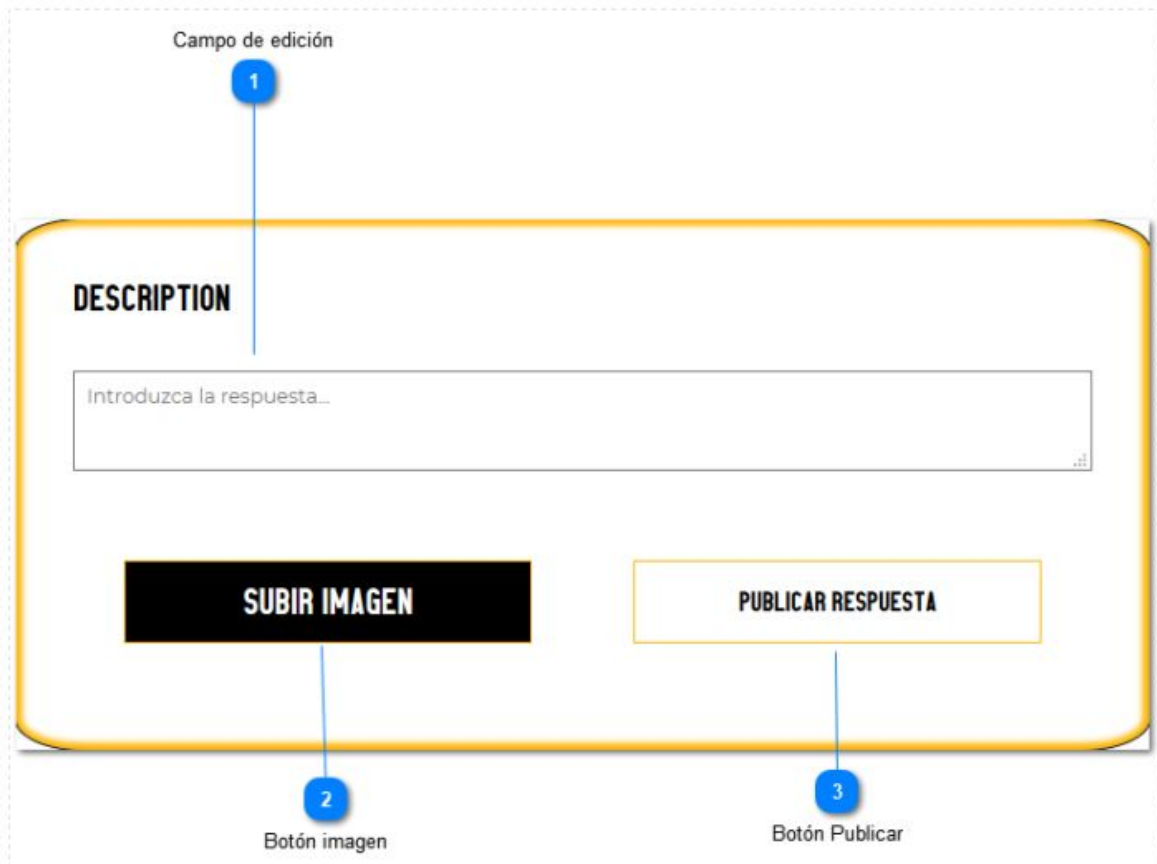 Campo de edición
1
DESCRIPTION
Introduzca la respuesta...
SUBIR IMAGEN
PUBLICAR RESPUESTA
2
3
Botón imagen
Botón Publicar